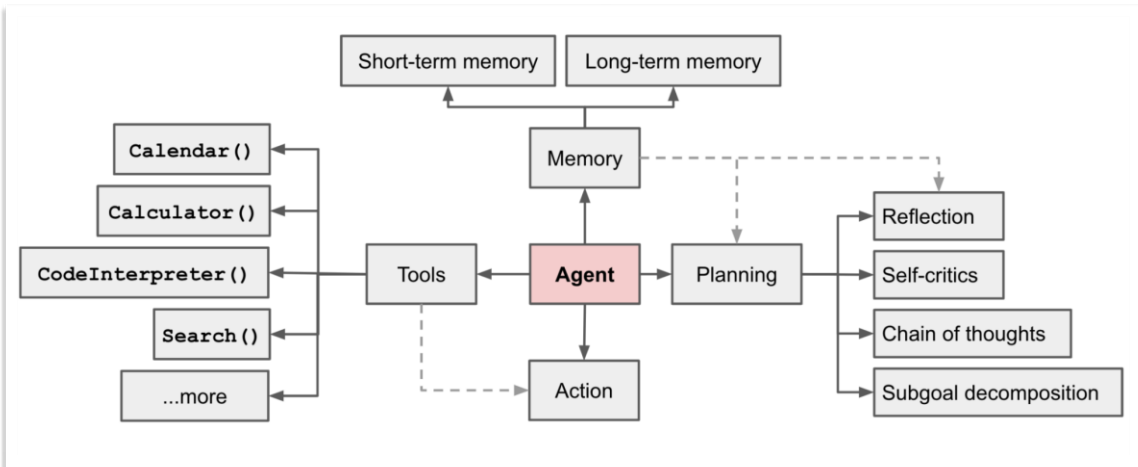 Short-term memory
Long-term memory
Calendar()
Memory
Calculator()
Reflection
CodeInterpreter()
Tools
Agent
Planning
Self-critics
Search()
Chain of thoughts
...more
Action
Subgoal decomposition